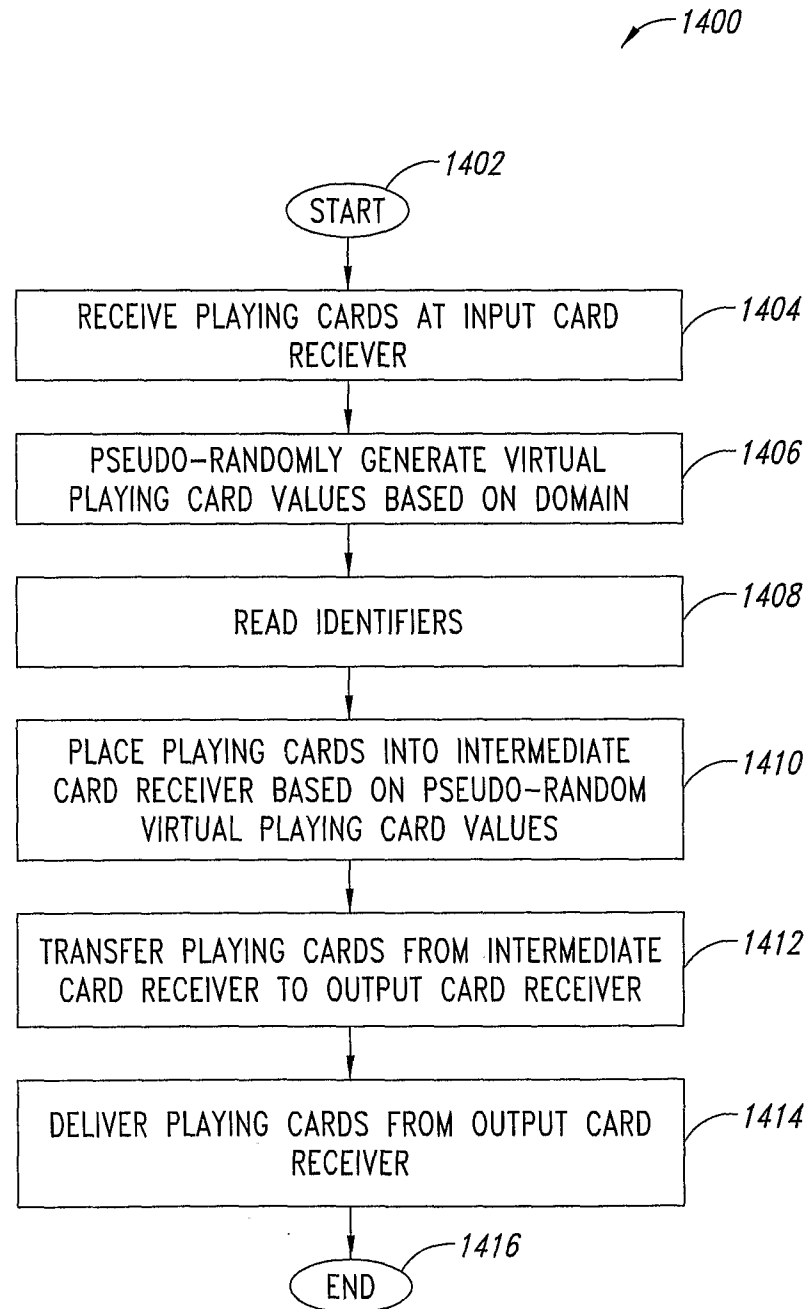 1400
1402
START
RECEIVE PLAYING CARDS AT INPUT CARD
RECIEVER
1404
PSEUDO-RANDOMLY GENERATE VIRTUAL
PLAYING CARD VALUES BASED ON DOMAIN
1406
READ IDENTIFIERS
1408
PLACE PLAYING CARDS INTO INTERMEDIATE
CARD RECEIVER BASED ON PSEUDO-RANDOM
VIRTUAL PLAYING CARD VALUES
1410
TRANSFER PLAYING CARDS FROM INTERMEDIATE
CARD RECEIVER TO OUTPUT CARD RECEIVER
1412
DELIVER PLAYING CARDS FROM OUTPUT CARD
RECEIVER
1414
1416
END